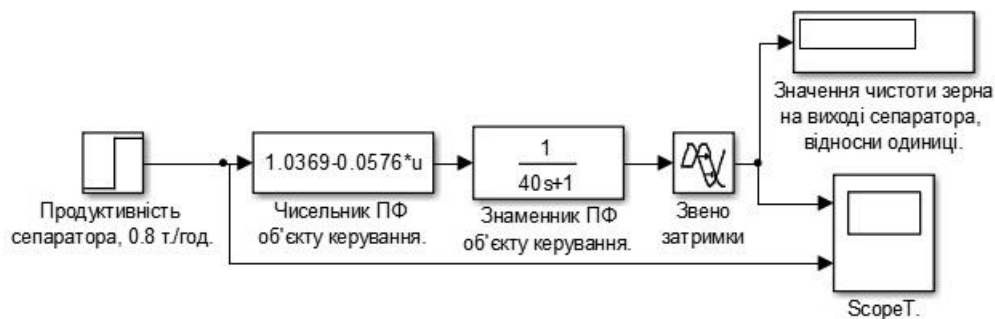 Значення чистоти зерна
на виході сепаратора,
відносни одиниці.
1.0369-0.0576*u
1
40s+1
Продуктивність
сепаратора, 0.8 т./год.
Чисельник ПФ
об'єкту керування.
Знаменник ПФ
об'єкту керування.
Звено
затримки
ScopeT.